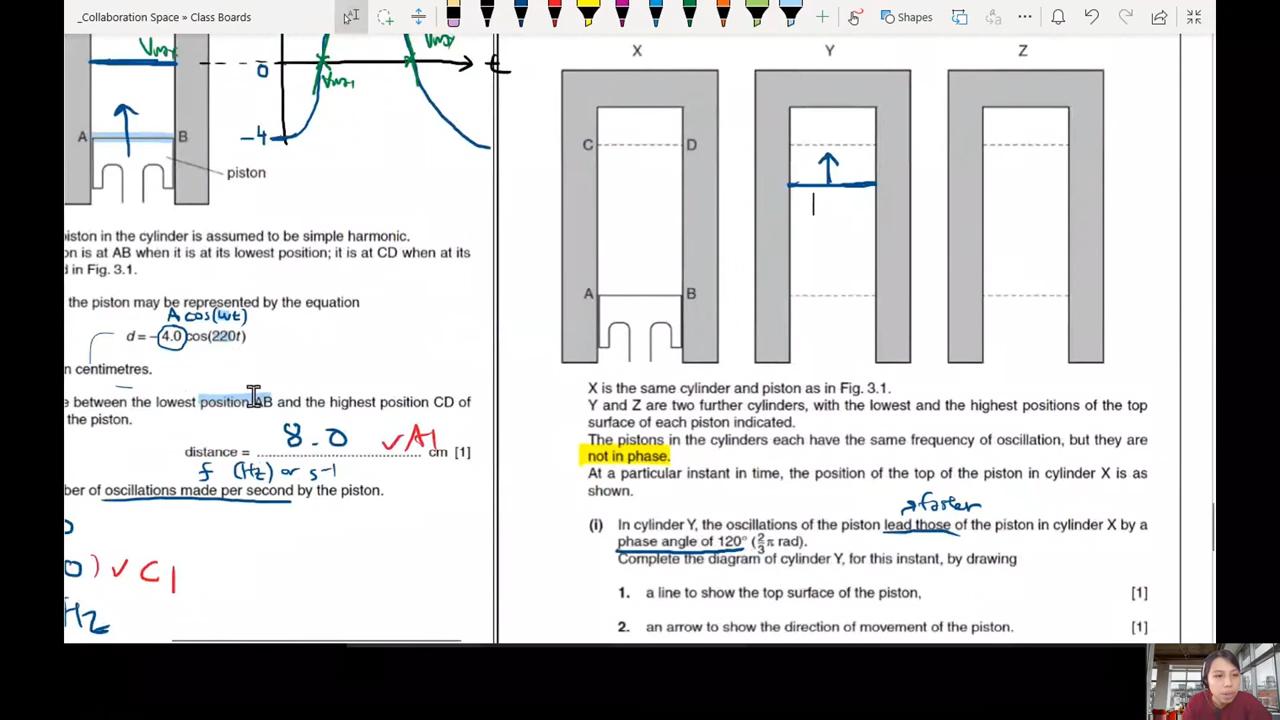 _Collaboration Space » Class Boards
Shapes
Vmax
0
Vmax
Vmax
t
A
B
-4
piston
iston in the cylinder is assumed to be simple harmonic.
on is at AB when it is at its lowest position; it is at CD when at its
d in Fig. 3.1.
the piston may be represented by the equation
A cos(ωt)
d = –4.0 cos(220t)
n centimetres.
e between the lowest position AB and the highest position CD of
the piston.
8.0 ✓A1
distance = ........................................ cm [1]
f (Hz) or s-1
ber of oscillations made per second by the piston.
0) ✓ C1
Hz
X
Y
Z
C
D
A
B
X is the same cylinder and piston as in Fig. 3.1.
Y and Z are two further cylinders, with the lowest and the highest positions of the top
surface of each piston indicated.
The pistons in the cylinders each have the same frequency of oscillation, but they are
not in phase.
At a particular instant in time, the position of the top of the piston in cylinder X is as
shown.
faster
(i) In cylinder Y, the oscillations of the piston lead those of the piston in cylinder X by a
phase angle of 120° (2/3 π rad).
Complete the diagram of cylinder Y, for this instant, by drawing
1. a line to show the top surface of the piston, [1]
2. an arrow to show the direction of movement of the piston. [1]